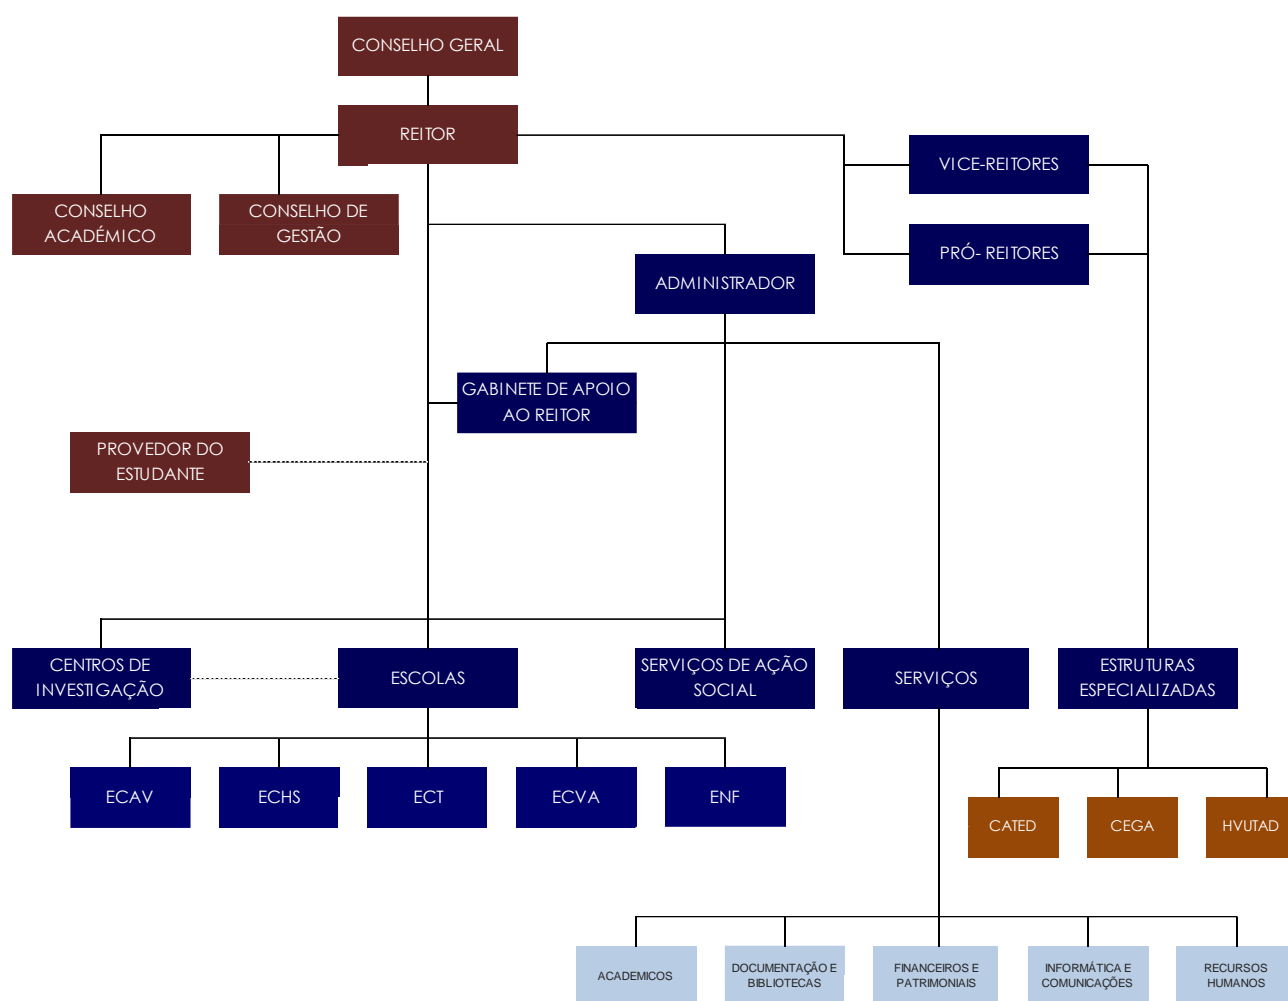 CONSELHO GERAL
REITOR
VICE-REITORES
CONSELHO
ACADÉMICO
CONSELHO DE
GESTÃO
PRÓ- REITORES
ADMINISTRADOR
GABINETE DE APOIO
AO REITOR
PROVEDOR DO
ESTUDANTE
CENTROS DE
INVESTIGAÇÃO
ESCOLAS
SERVIÇOS DE AÇÃO
SOCIAL
SERVIÇOS
ESTRUTURAS
ESPECIALIZADAS
ECAV
ECHS
ECT
ECVA
ENF
CATED
CEGA
HVUTAD
ACADEMICOS
DOCUMENTAÇÃO E
BIBLIOTECAS
FINANCEIROS E
PATRIMONIAIS
INFORMÁTICA E
COMUNICAÇÕES
RECURSOS
HUMANOS